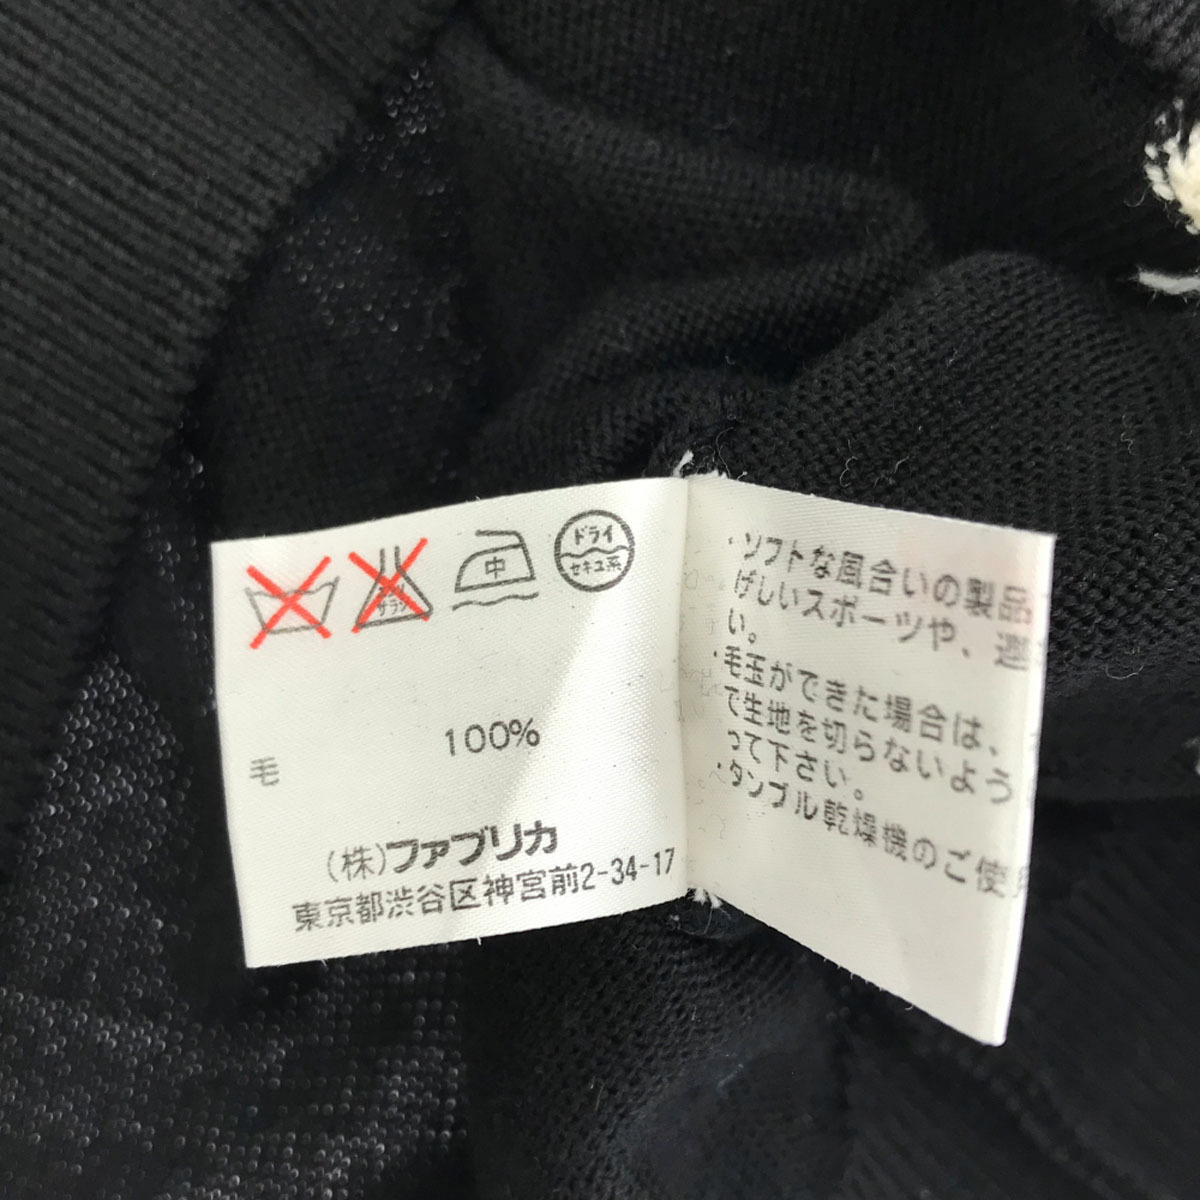 サラシ
中
ドライ
セキユ系
毛 100%
(株)ファブリカ
東京都渋谷区神宮前2-34-17
・ソフトな風合いの製品
げしいスポーツや、過
い。
・毛玉ができた場合は、
で生地を切らないよう
って下さい。
・タンブル乾燥機のご使